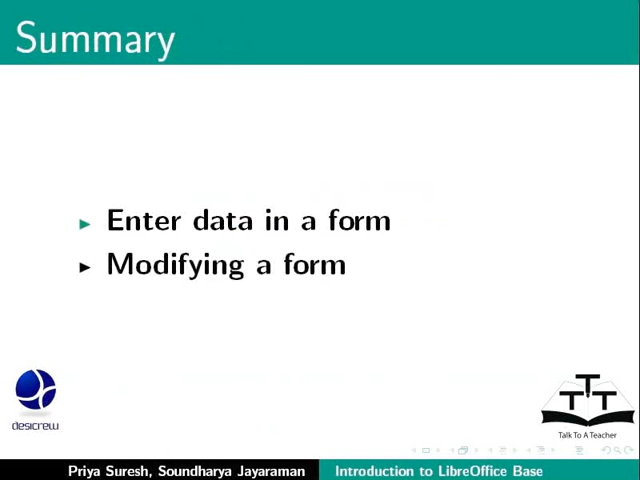 Summary
Enter data in a form
Modifying a form
desicrew
TTT
Talk To A Teacher
Priya Suresh, Soundharya Jayaraman Introduction to LibreOffice Base